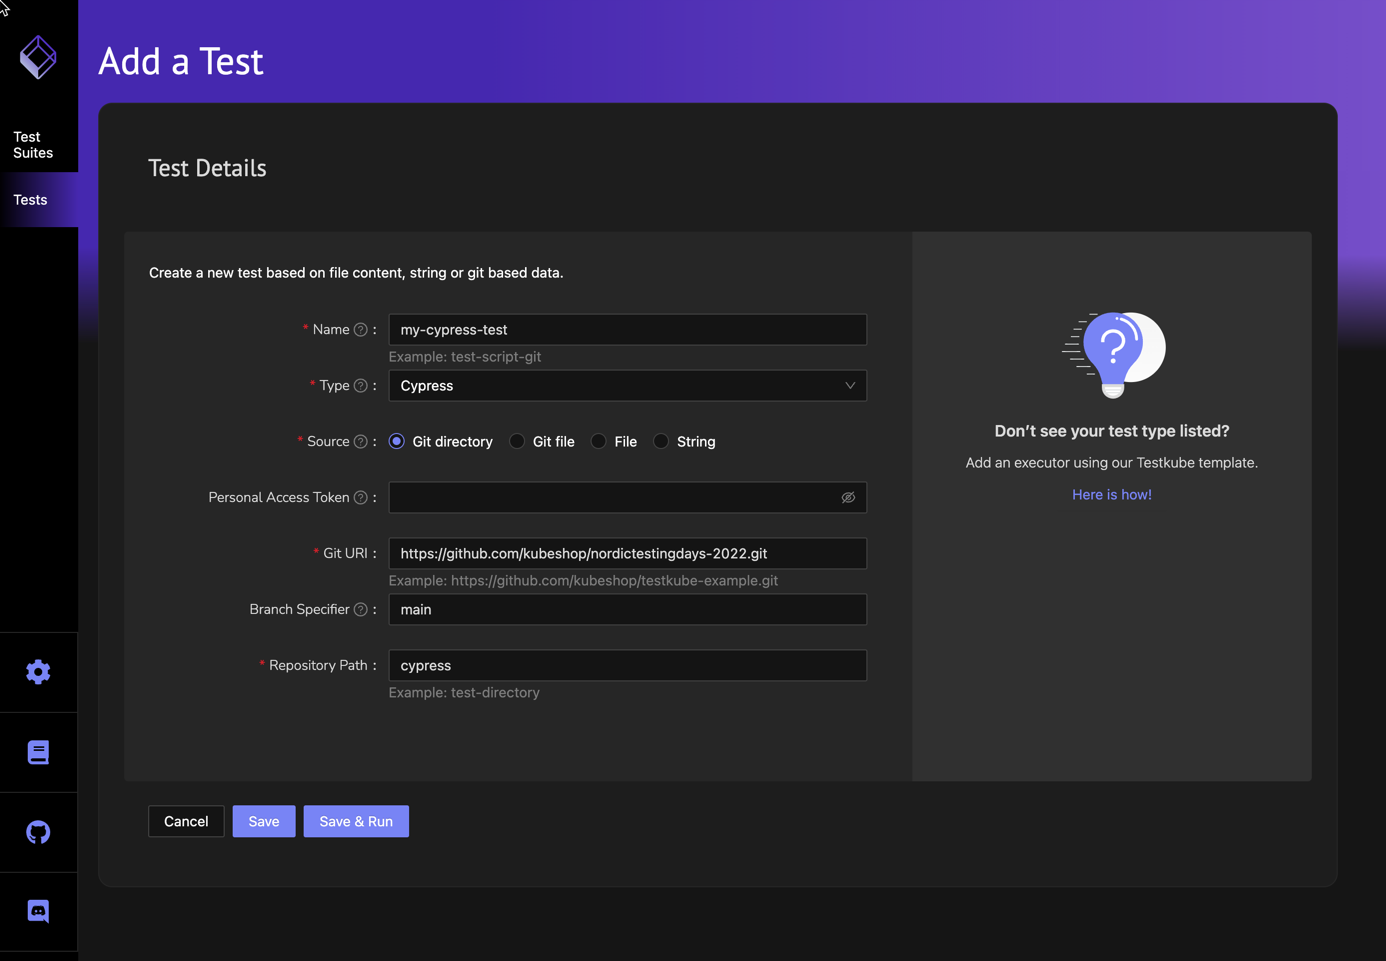 Add a Test
Test
Suites
Tests
Test Details
Create a new test based on file content, string or git based data.
* Name ? : my-cypress-test
Example: test-script-git
* Type ? : Cypress
* Source ? : Git directory Git file File String
Personal Access Token ? :
* Git URI : https://github.com/kubeshop/nordictestingdays-2022.git
Example: https://github.com/kubeshop/testkube-example.git
Branch Specifier ? : main
* Repository Path : cypress
Example: test-directory
?
Don’t see your test type listed?
Add an executor using our Testkube template.
Here is how!
Cancel Save Save & Run